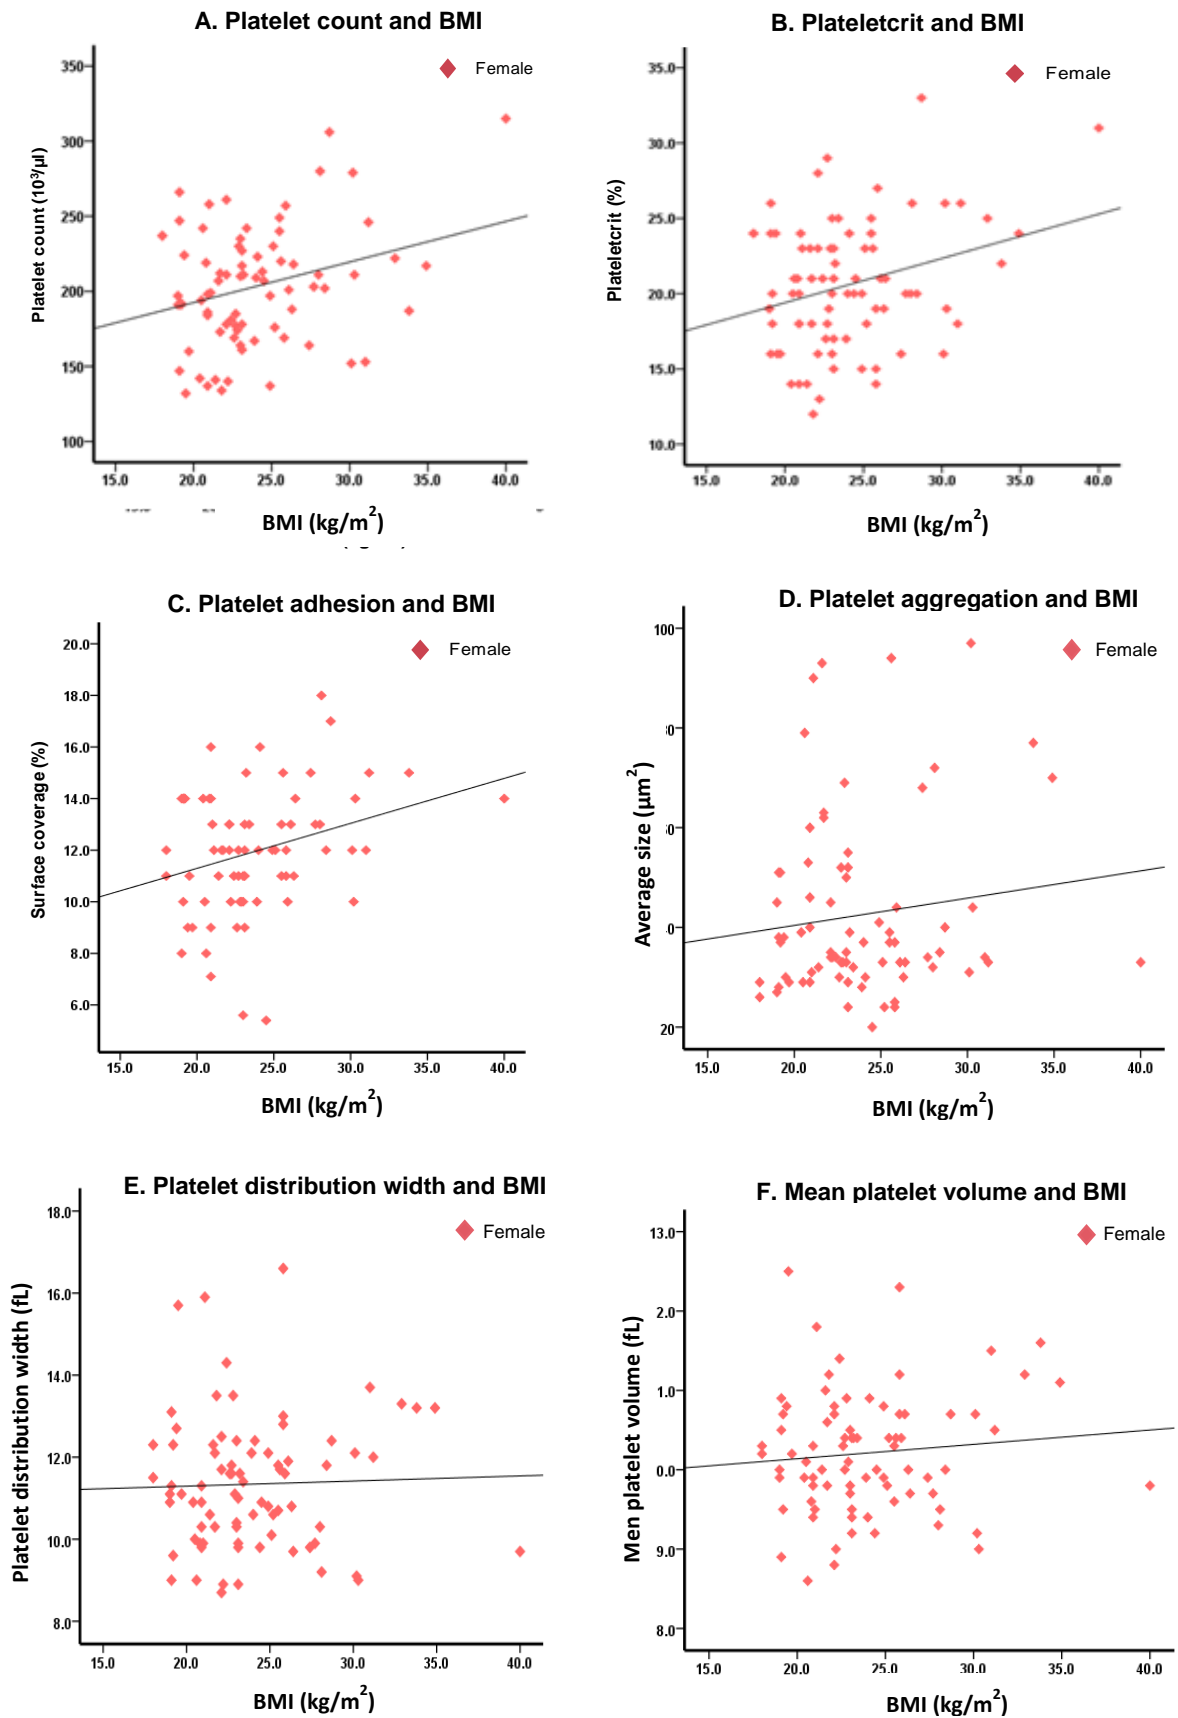 A. Platelet count and BMI
Female
Platelet count (10³/µl)
350
300
250
200
150
100
15.0 20.0 25.0 30.0 35.0 40.0
BMI (kg/m²)
B. Plateletcrit and BMI
Female
Plateletcrit (%)
35.0
30.0
25.0
20.0
15.0
10.0
15.0 20.0 25.0 30.0 35.0 40.0
BMI (kg/m²)
C. Platelet adhesion and BMI
Female
Surface coverage (%)
20.0
18.0
16.0
14.0
12.0
10.0
8.0
6.0
15.0 20.0 25.0 30.0 35.0 40.0
BMI (kg/m²)
D. Platelet aggregation and BMI
Female
Average size (µm²)
100
80
60
40
20
15.0 20.0 25.0 30.0 35.0 40.0
BMI (kg/m²)
E. Platelet distribution width and BMI
Female
Platelet distribution width (fL)
18.0
16.0
14.0
12.0
10.0
8.0
15.0 20.0 25.0 30.0 35.0 40.0
BMI (kg/m²)
F. Mean platelet volume and BMI
Female
Men platelet volume (fL)
13.0
2.0
1.0
0.0
9.0
8.0
15.0 20.0 25.0 30.0 35.0 40.0
BMI (kg/m²)